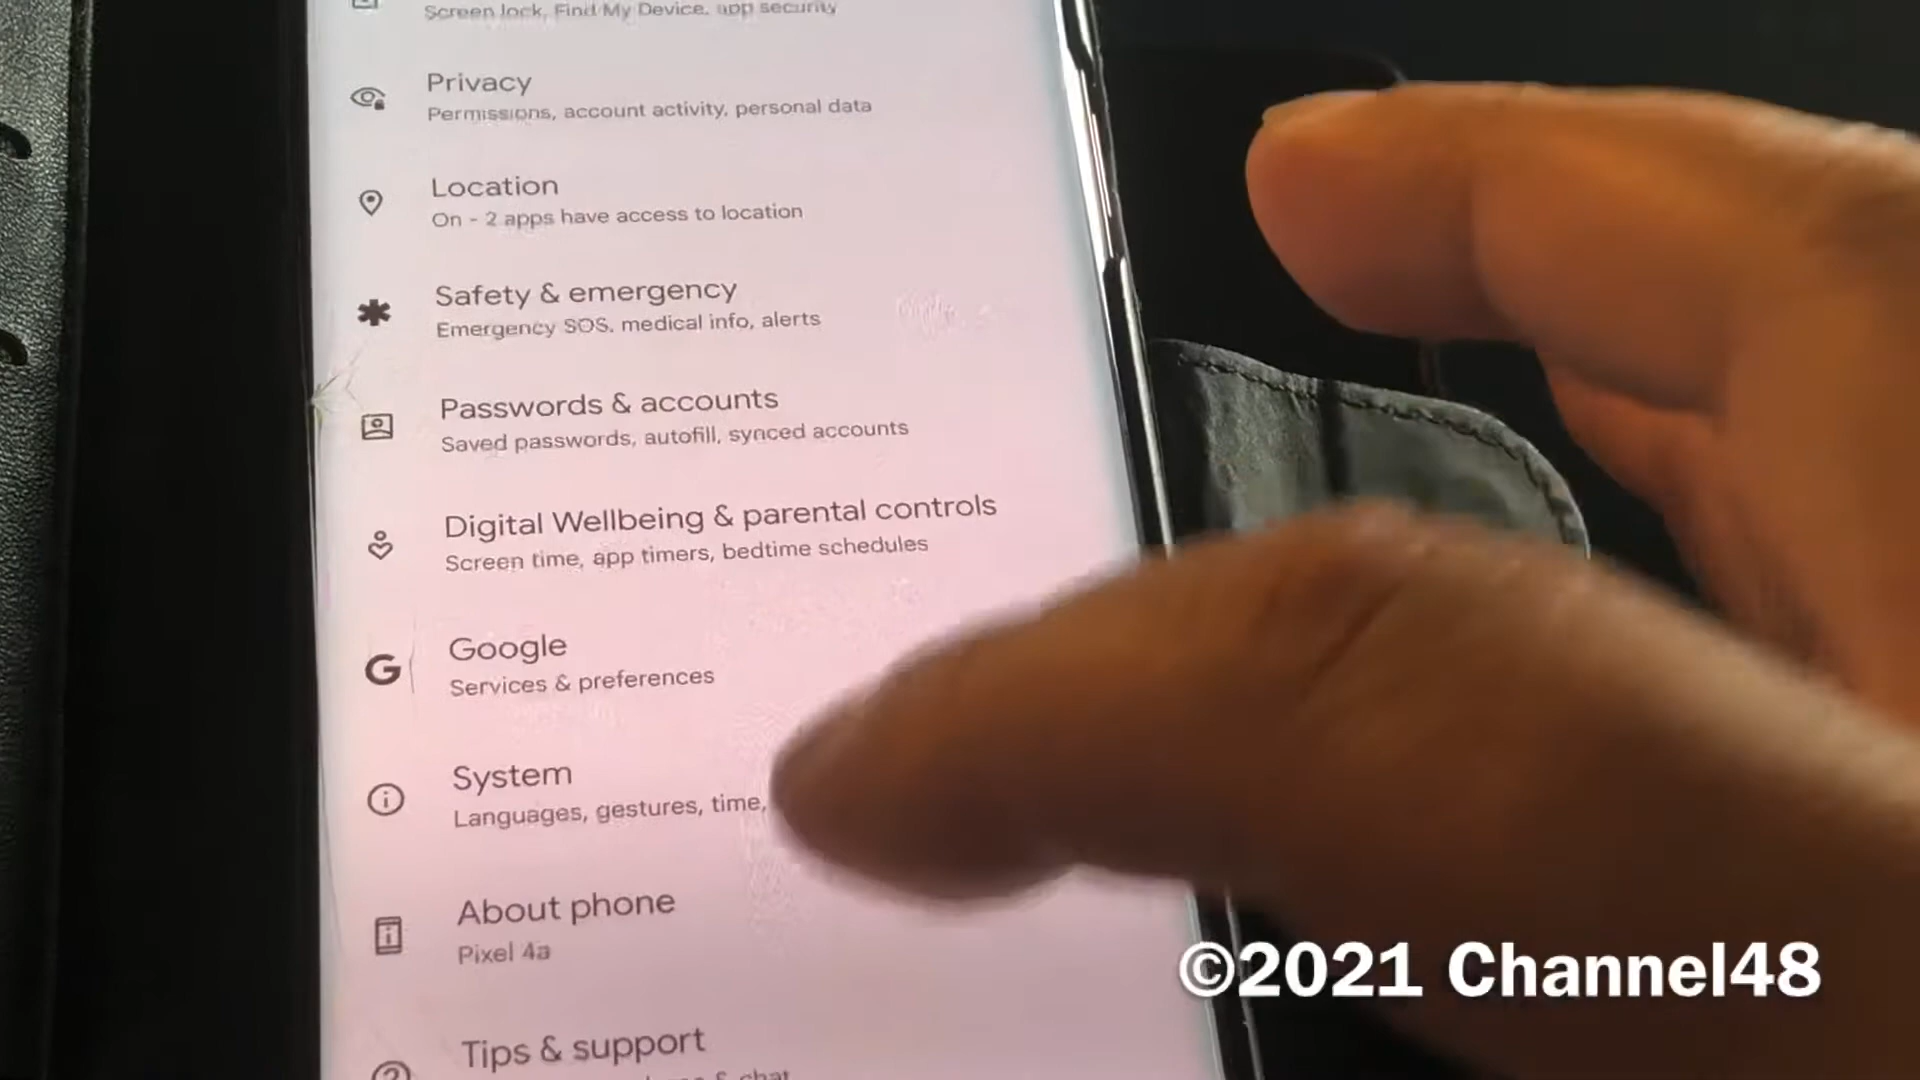 Screen lock, Find My Device, app security
Privacy
Permissions, account activity, personal data
Location
On - 2 apps have access to location
Safety & emergency
Emergency SOS, medical info, alerts
Passwords & accounts
Saved passwords, autofill, synced accounts
Digital Wellbeing & parental controls
Screen time, app timers, bedtime schedules
G
Google
Services & preferences
System
Languages, gestures, time,
About phone
Pixel 4a
Tips & support
& chat
©2021 Channel48